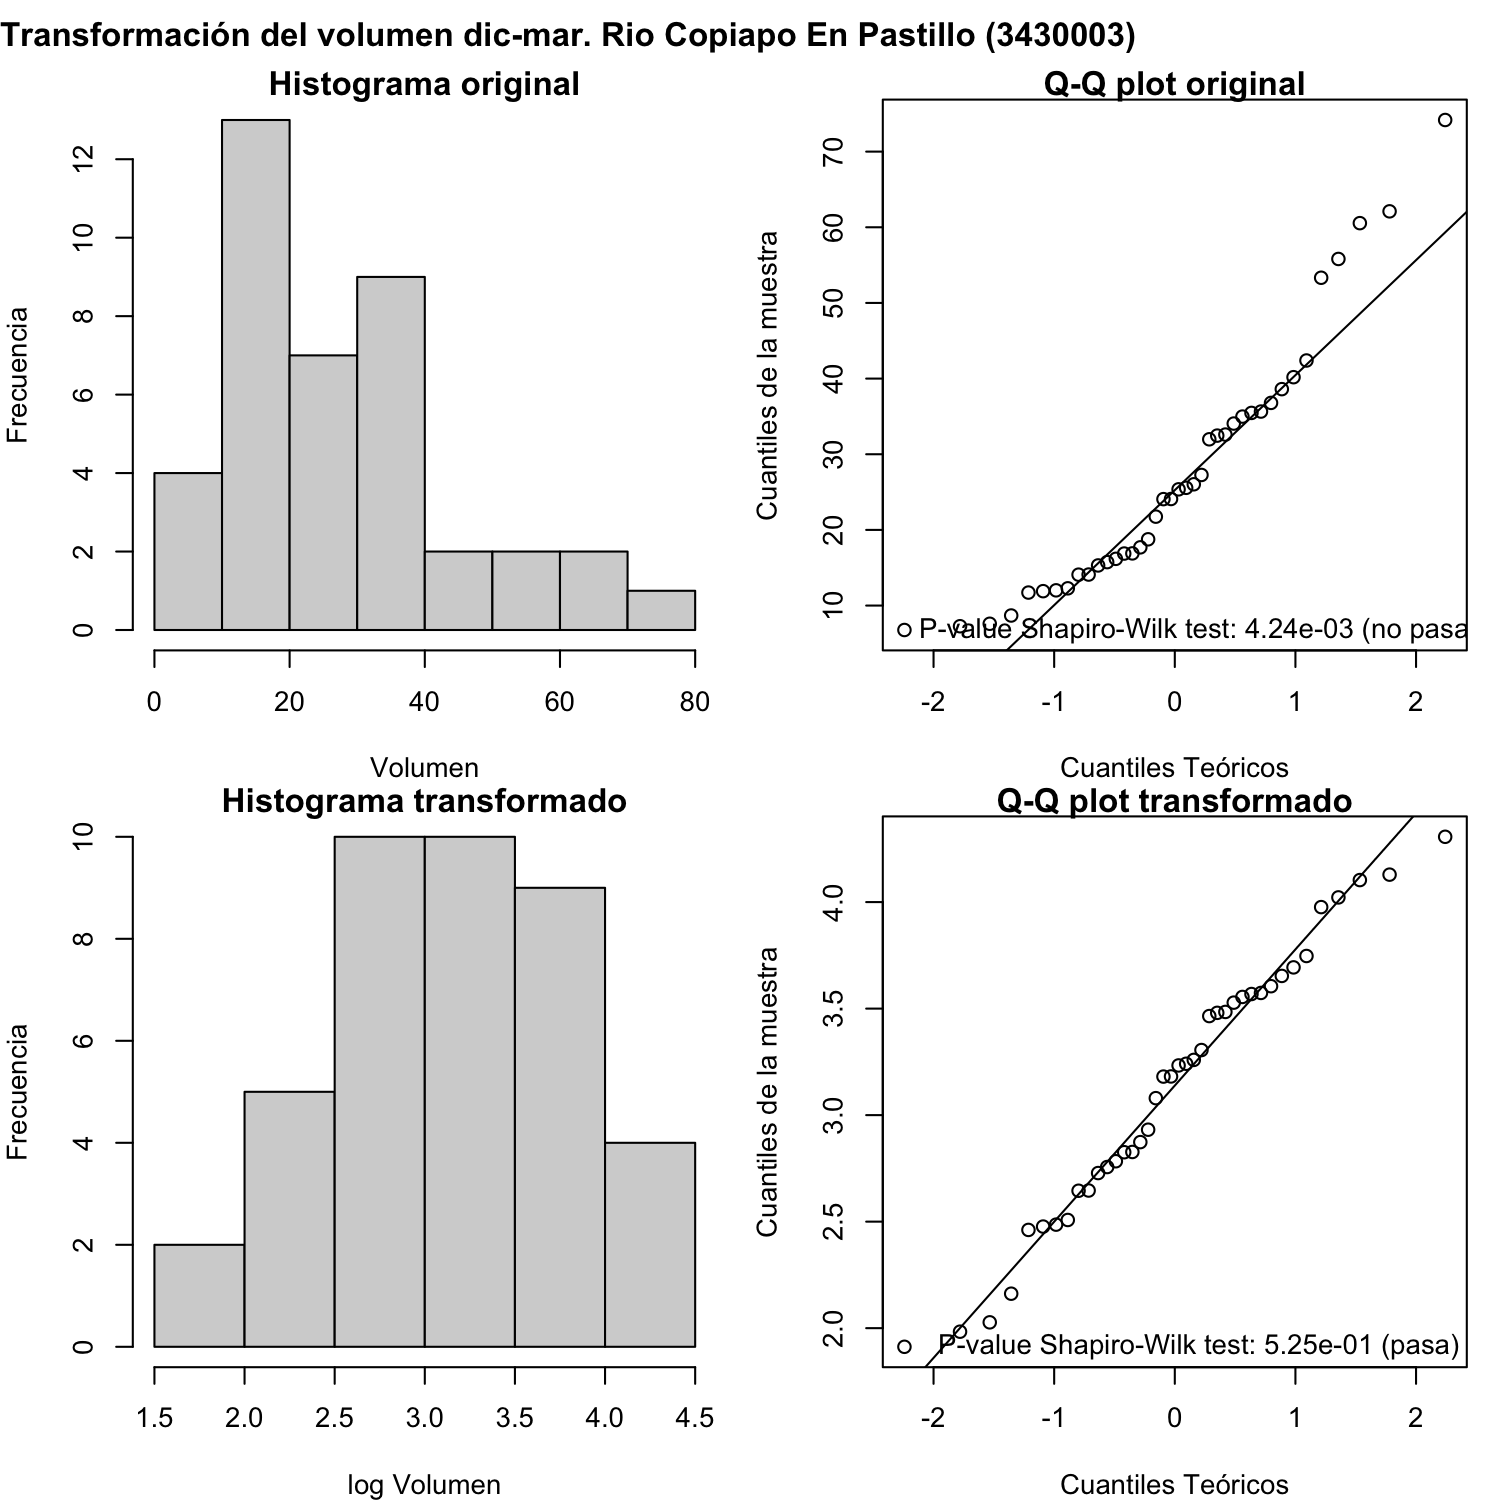 Transformación del volumen dic-mar. Rio Copiapo En Pastillo (3430003)
Histograma original
Frecuencia
0 2 4 6 8 10 12
0 20 40 60 80
Volumen
Q-Q plot original
Cuantiles de la muestra
10 20 30 40 50 60 70
P-value Shapiro-Wilk test: 4.24e-03 (no pasa
-2 -1 0 1 2
Cuantiles Teóricos
Histograma transformado
Frecuencia
0 2 4 6 8 10
1.5 2.0 2.5 3.0 3.5 4.0 4.5
log Volumen
Q-Q plot transformado
Cuantiles de la muestra
2.0 2.5 3.0 3.5 4.0
P-value Shapiro-Wilk test: 5.25e-01 (pasa)
-2 -1 0 1 2
Cuantiles Teóricos